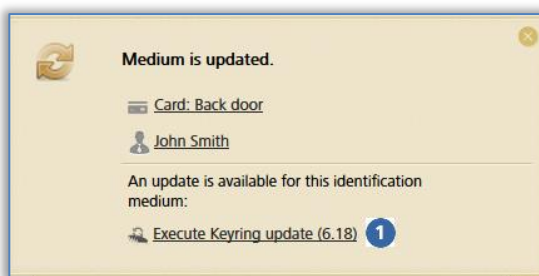 Medium is updated.
Card: Back door
John Smith
An update is available for this identification
medium:
Execute Keyring update (6.18) 1